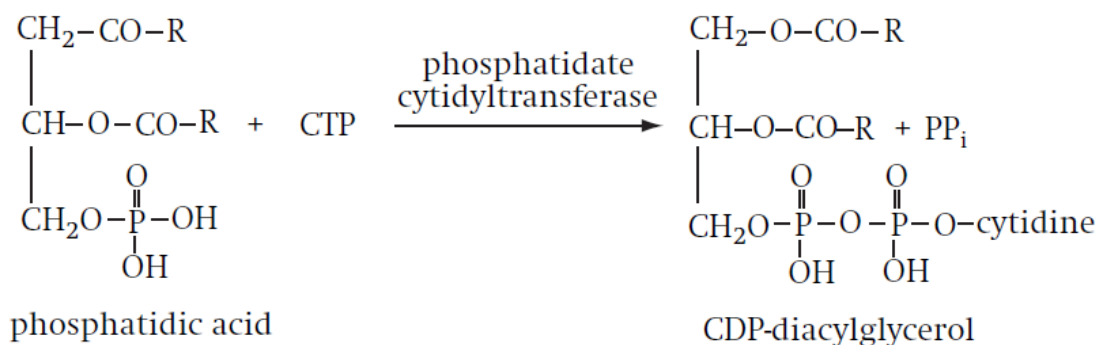 CH₂–CO–R
CH–O–CO–R + CTP
O
CH₂O–P–OH
OH
phosphatidic acid
phosphatidate
cytidyltransferase
CH₂–O–CO–R
CH–O–CO–R + PPᵢ
O O
CH₂O–P–O–P–O–cytidine
OH OH
CDP-diacylglycerol